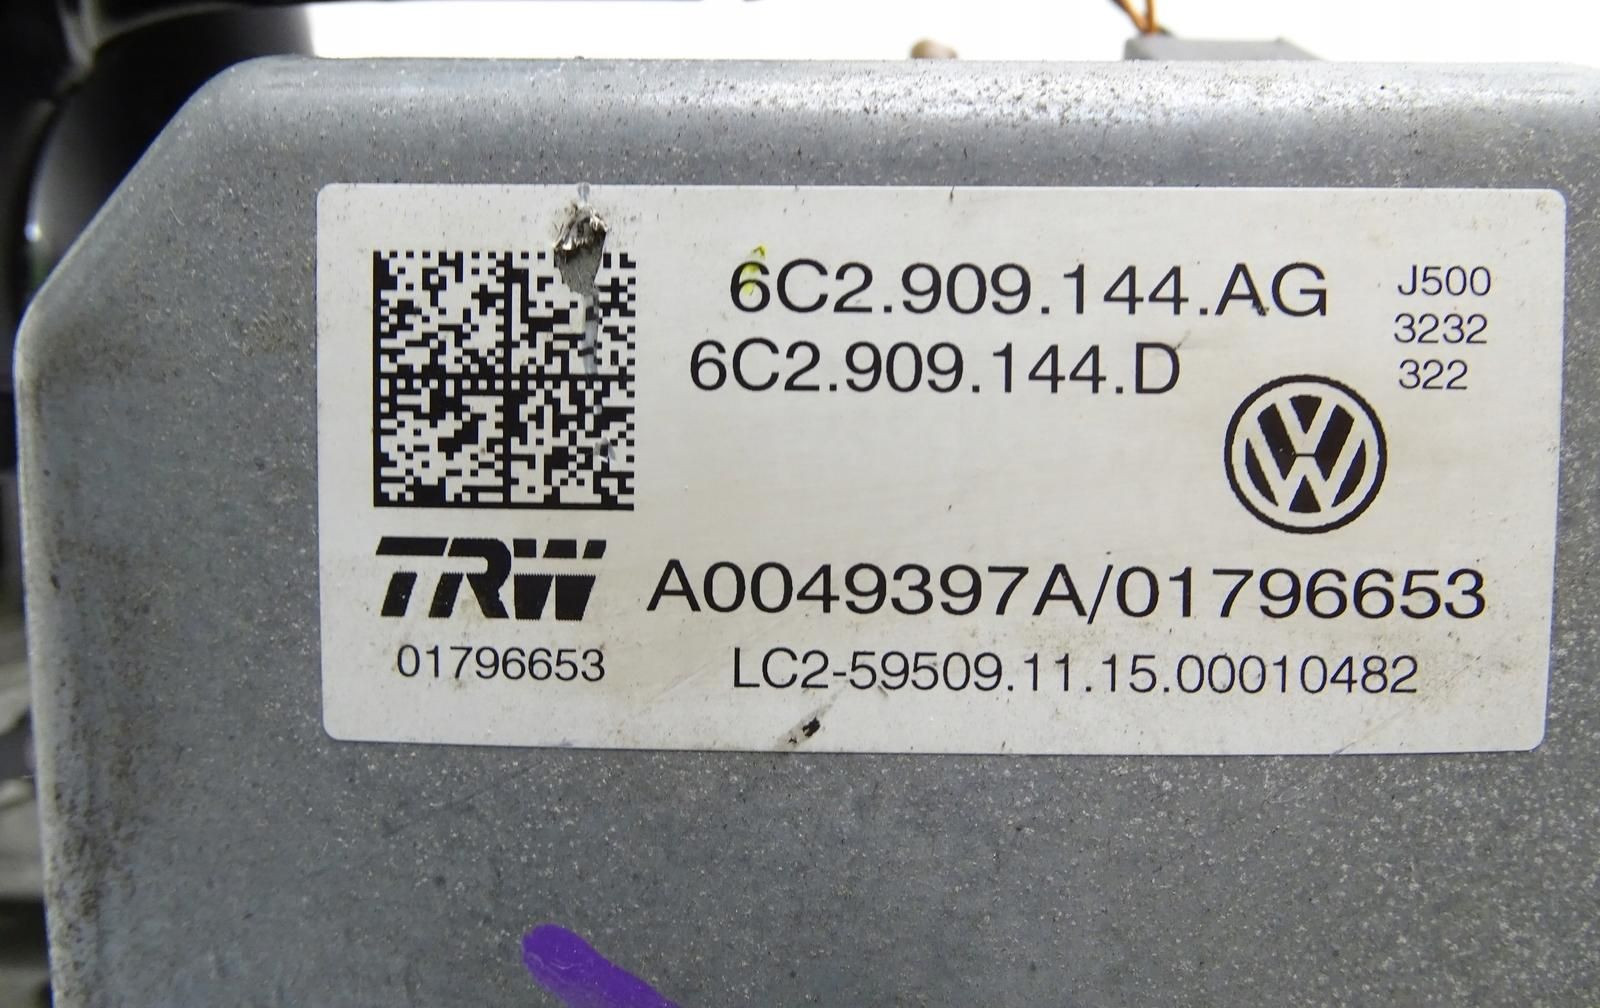 6C2.909.144.AG
6C2.909.144.D
J500
3232
322
TRW
A0049397A/01796653
01796653
LC2-59509.11.15.00010482